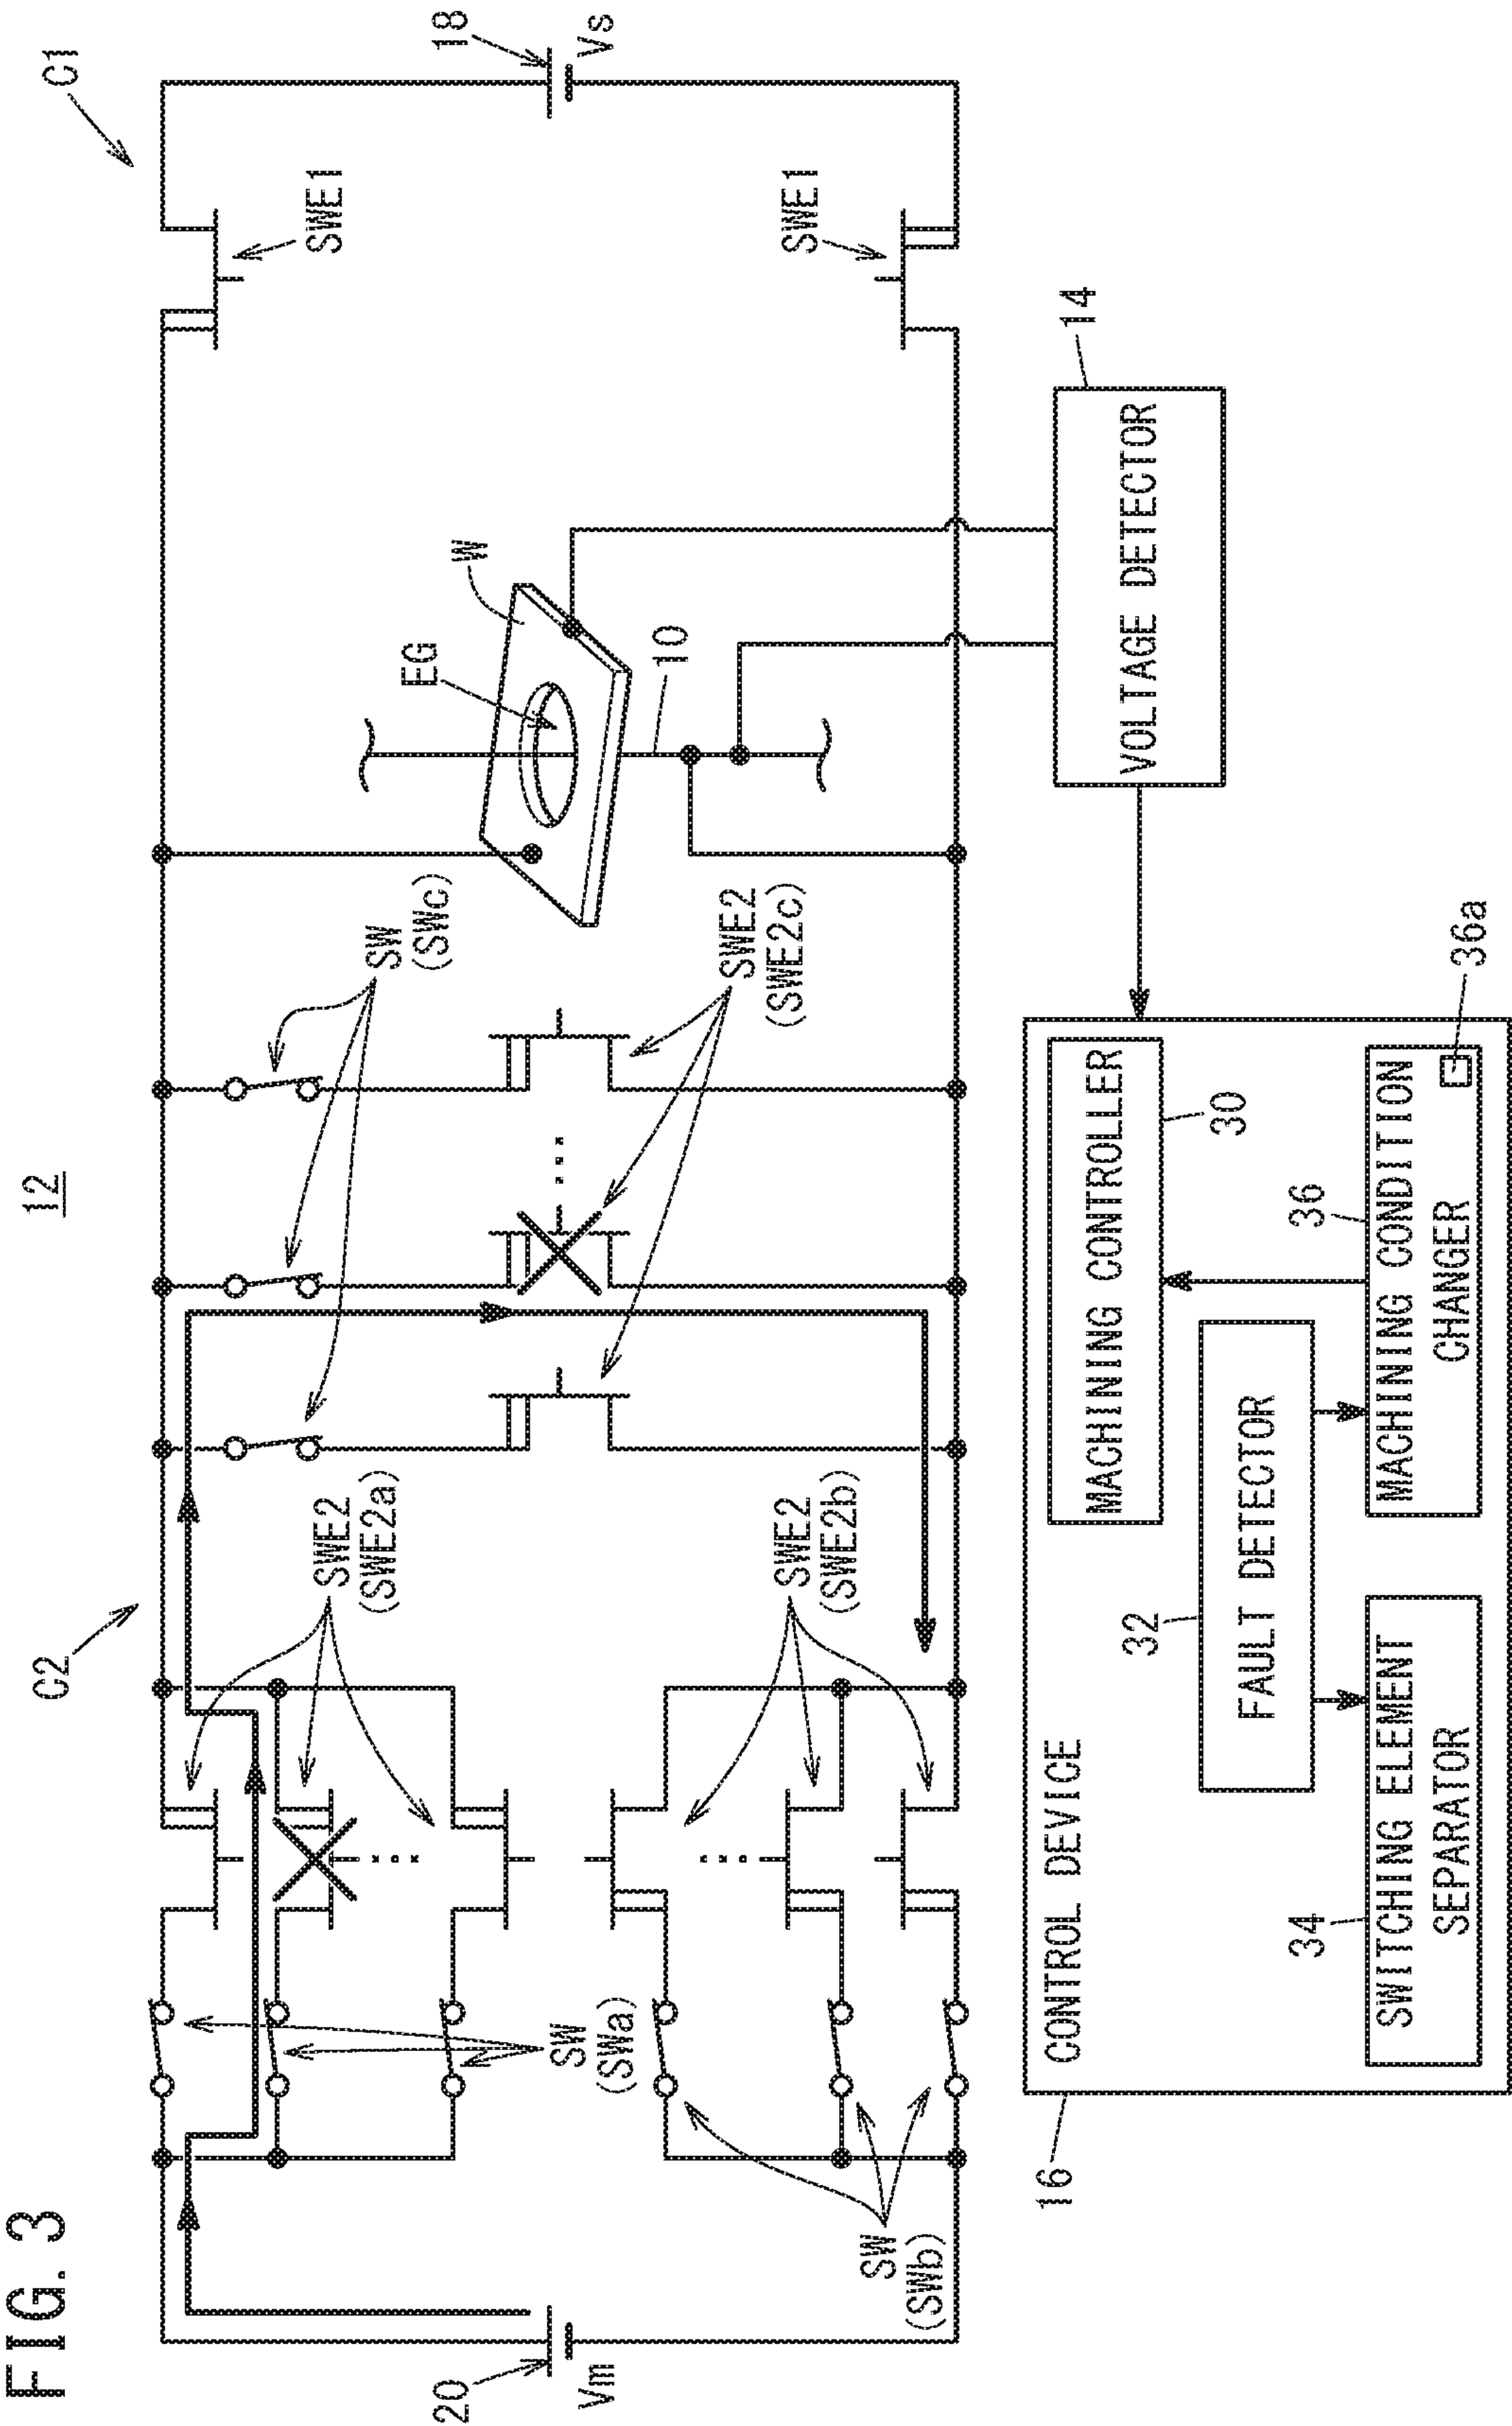 FIG. 3
12
C2
C1
20
Vm
18
Vs
SWE1
SWE1
SW
(SWa)
SW
(SWb)
SWE2
(SWE2a)
SWE2
(SWE2b)
SW
(SWc)
SWE2
(SWE2c)
EG
W
10
14
VOLTAGE DETECTOR
16
CONTROL DEVICE
32
FAULT DETECTOR
MACHINING CONTROLLER
30
34
SWITCHING ELEMENT
SEPARATOR
36
MACHINING CONDITION
CHANGER
36a